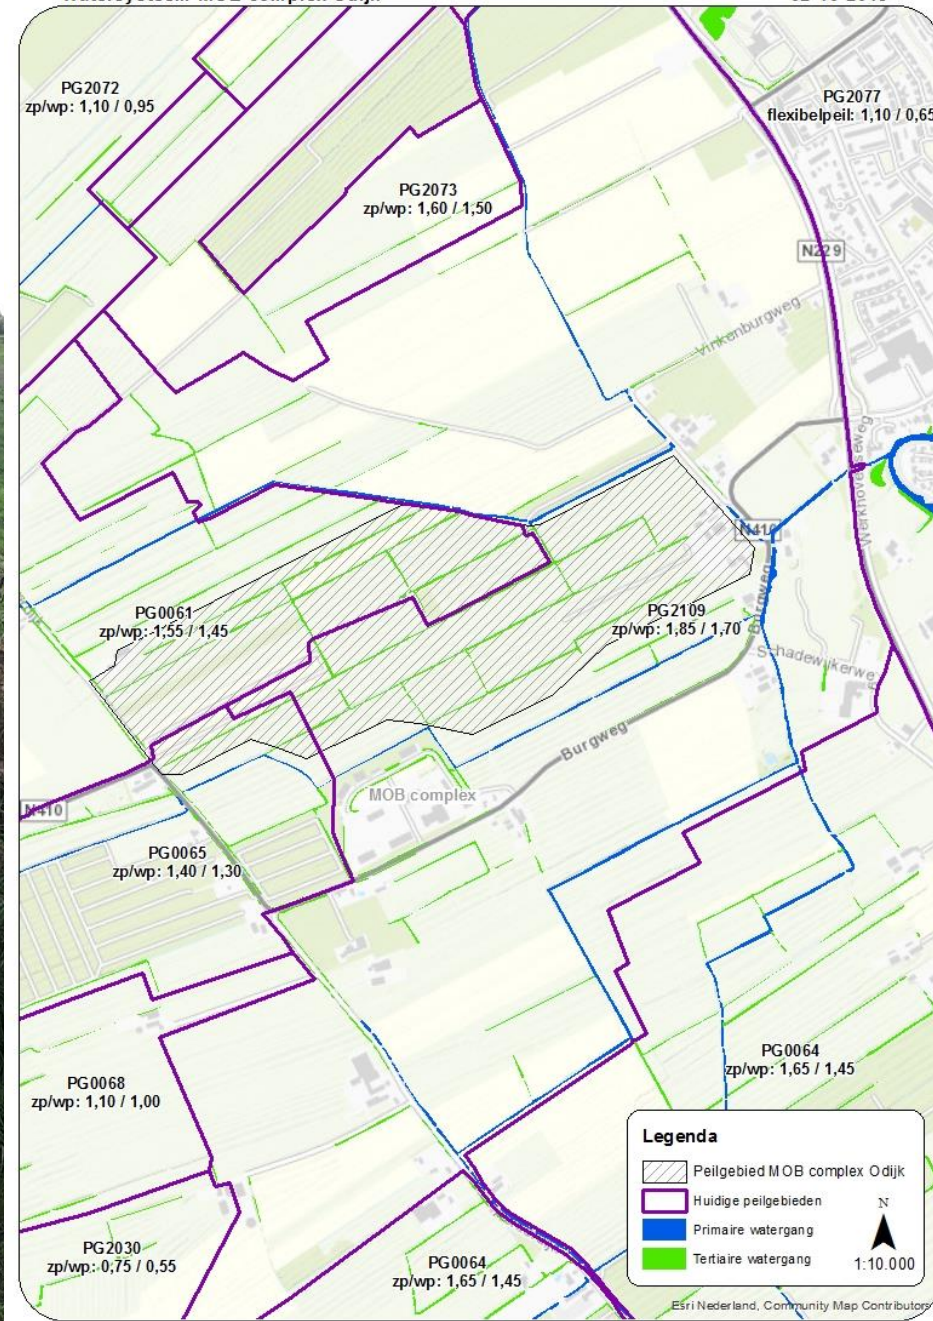 PG2072
zp/wp: 1,10 / 0,95
PG2077
flexibelpeil: 1,10 / 0,65
PG2073
zp/wp: 1,60 / 1,50
N229
Vinkenburgweg
Werkhovenseweg
N410
PG0061
zp/wp: 1,55 / 1,45
PG2109
zp/wp: 1,85 / 1,70
Burgweg
Schadewijkerweg
Burgweg
MOB complex
N410
PG0065
zp/wp: 1,40 / 1,30
PG0068
zp/wp: 1,10 / 1,00
PG0064
zp/wp: 1,65 / 1,45
PG2030
zp/wp: 0,75 / 0,55
PG0064
zp/wp: 1,65 / 1,45
Legenda
Peilgebied MOB complex Odijk
Huidige peilgebieden
Primaire watergang
Tertiaire watergang
N
1:10.000
Esri Nederland, Community Map Contributors